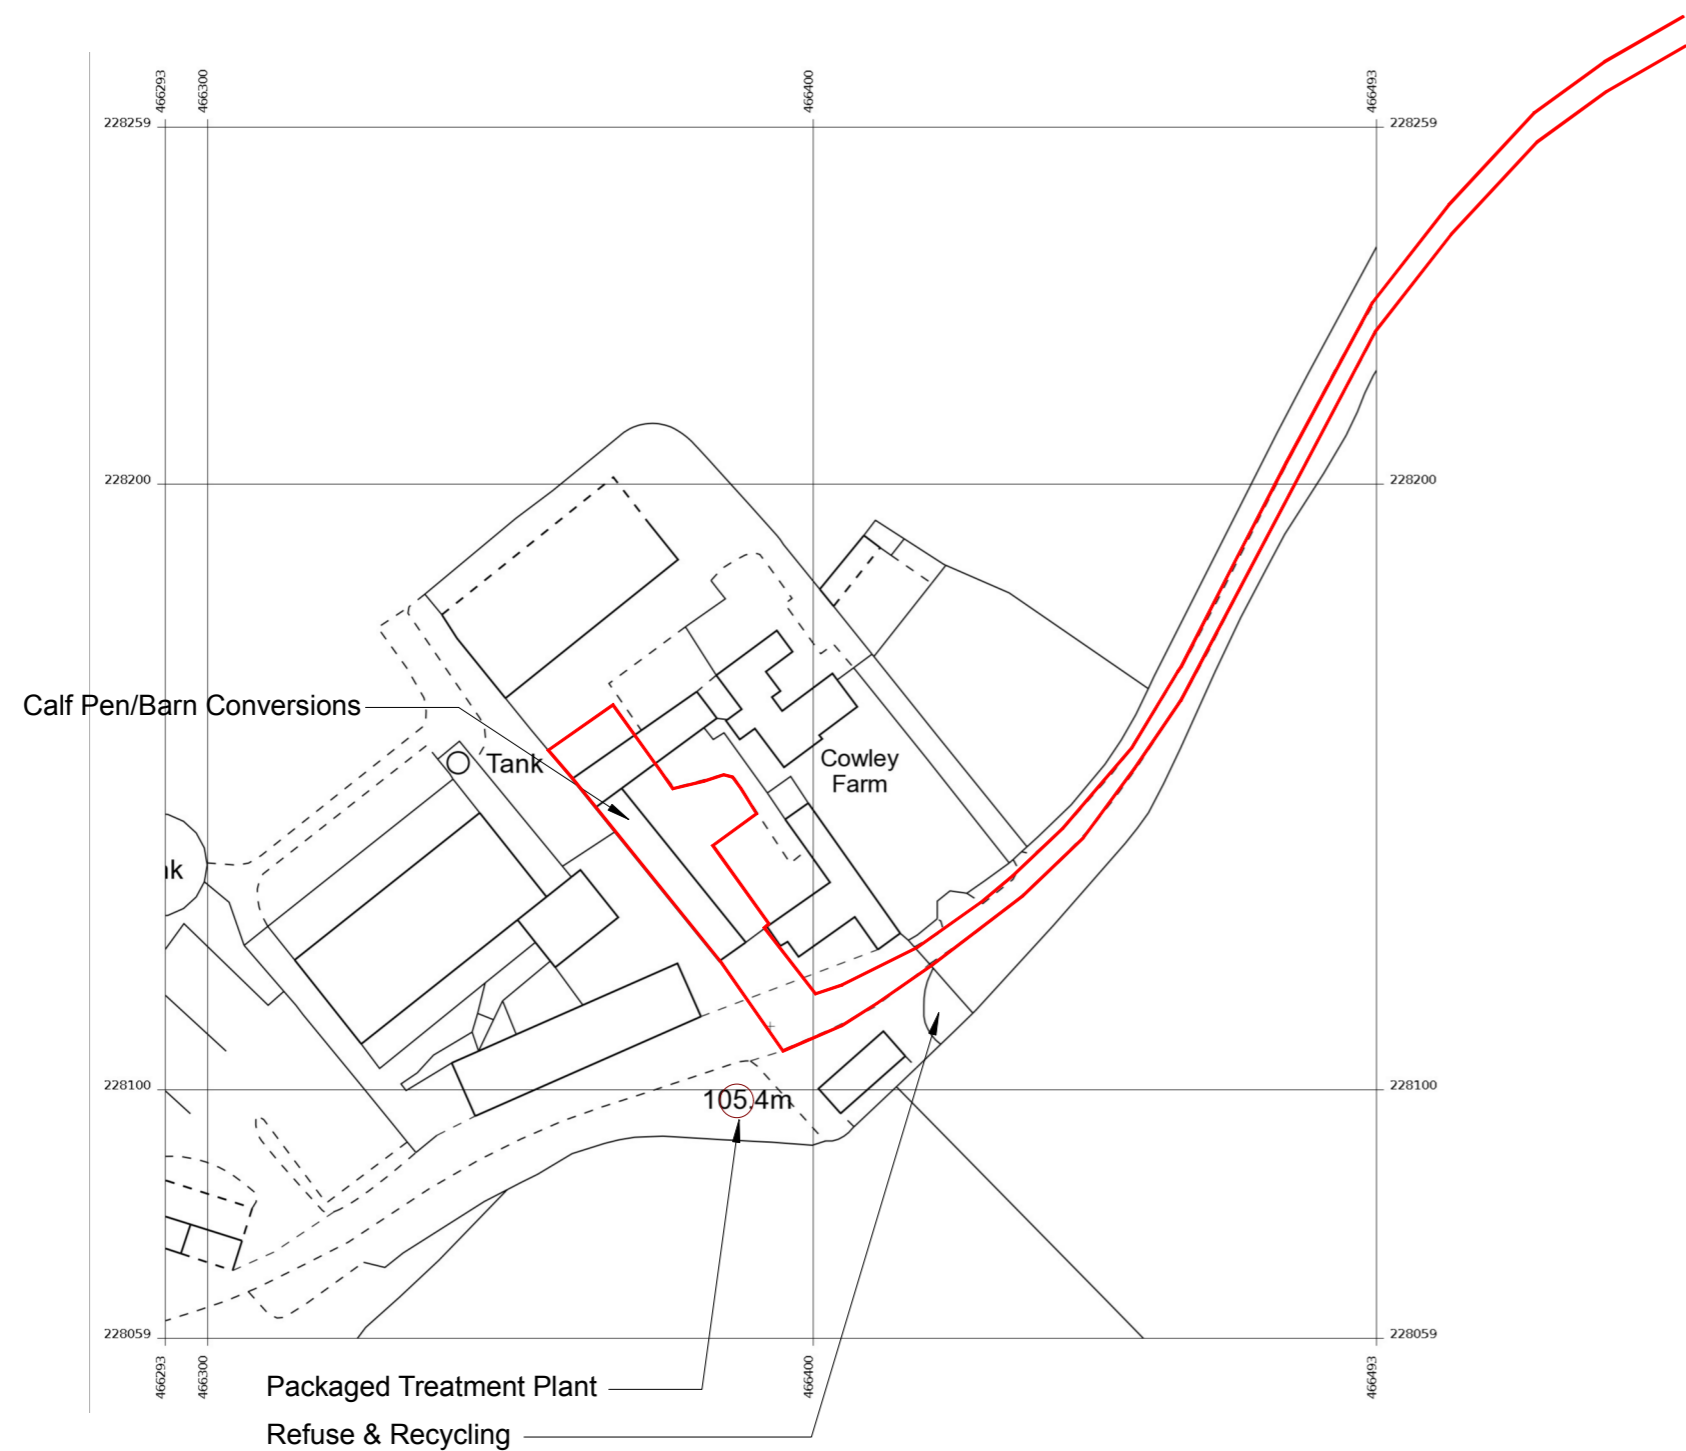 466293
466300
466400
466493
228259
228259
228200
228200
Calf Pen/Barn Conversions
Tank
Cowley
Farm
nk
228100
105.4m
228100
228059
228059
466293
466300
466400
466493
Packaged Treatment Plant
Refuse & Recycling